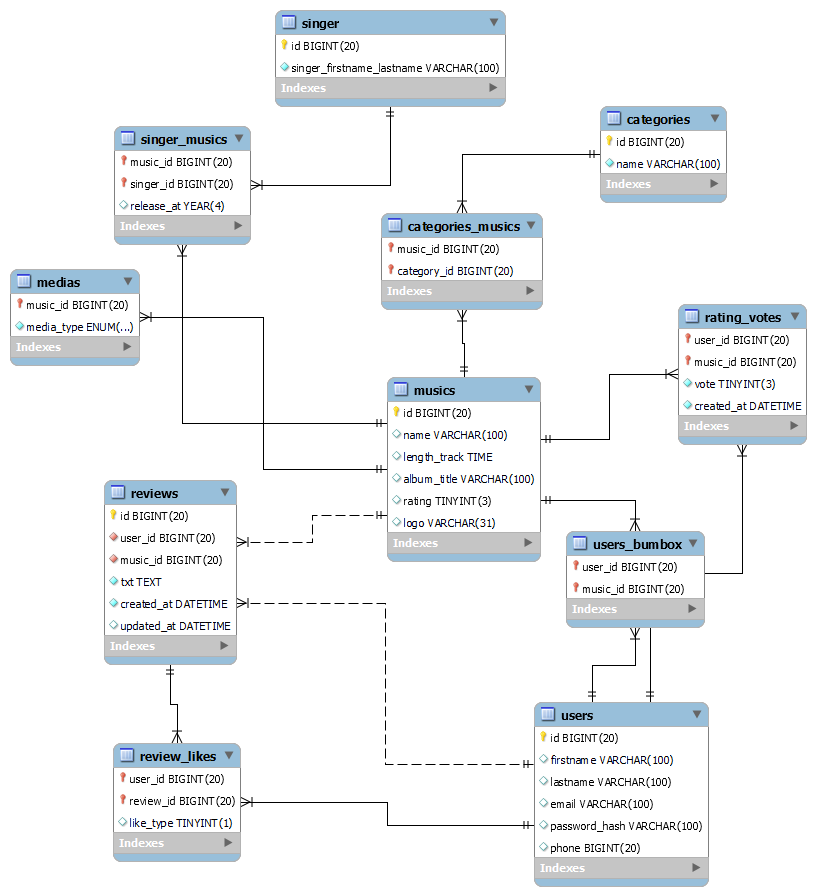 singer
id BIGINT(20)
singer_firstname_lastname VARCHAR(100)
Indexes
categories
id BIGINT(20)
name VARCHAR(100)
Indexes
singer_musics
music_id BIGINT(20)
singer_id BIGINT(20)
release_at YEAR(4)
Indexes
categories_musics
music_id BIGINT(20)
category_id BIGINT(20)
Indexes
medias
music_id BIGINT(20)
media_type ENUM(...)
Indexes
rating_votes
user_id BIGINT(20)
music_id BIGINT(20)
vote TINYINT(3)
created_at DATETIME
Indexes
musics
id BIGINT(20)
name VARCHAR(100)
length_track TIME
album_title VARCHAR(100)
rating TINYINT(3)
logo VARCHAR(31)
Indexes
reviews
id BIGINT(20)
user_id BIGINT(20)
music_id BIGINT(20)
txt TEXT
created_at DATETIME
updated_at DATETIME
Indexes
users_bumbox
user_id BIGINT(20)
music_id BIGINT(20)
Indexes
users
id BIGINT(20)
firstname VARCHAR(100)
lastname VARCHAR(100)
email VARCHAR(100)
password_hash VARCHAR(100)
phone BIGINT(20)
Indexes
review_likes
user_id BIGINT(20)
review_id BIGINT(20)
like_type TINYINT(1)
Indexes